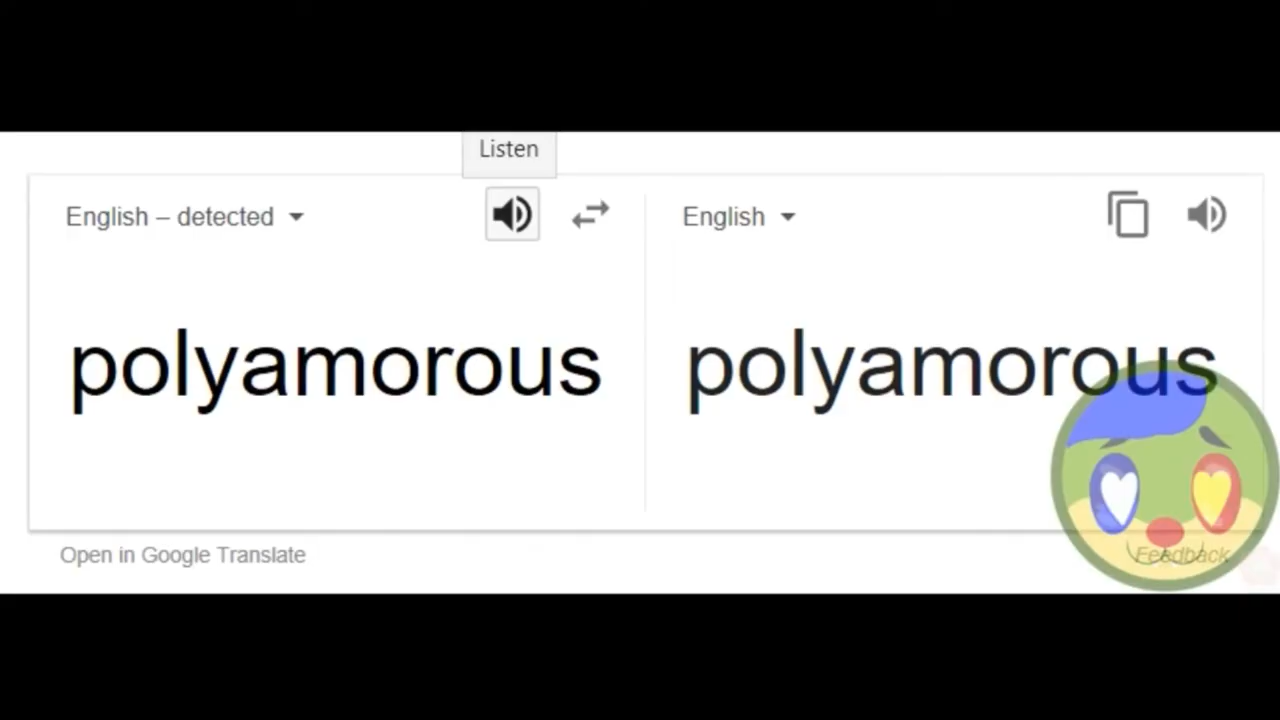 Listen
English – detected
English
polyamorous
polyamorous
Open in Google Translate
Feedback